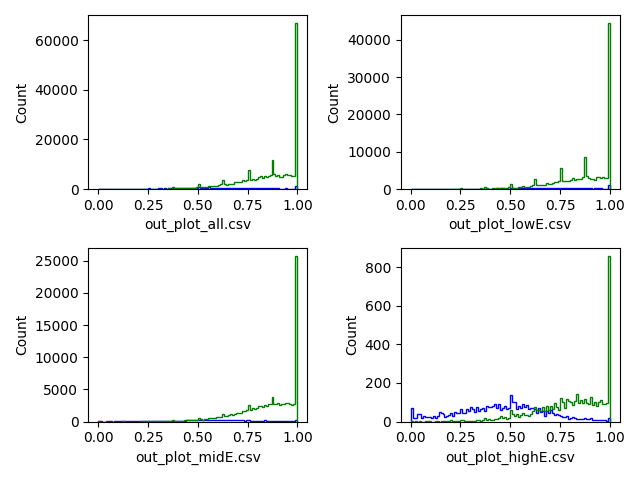 60000
40000
20000
0
Count
0.00 0.25 0.50 0.75 1.00
out_plot_all.csv
40000
30000
20000
10000
0
Count
0.00 0.25 0.50 0.75 1.00
out_plot_lowE.csv
25000
20000
15000
10000
5000
0
Count
0.00 0.25 0.50 0.75 1.00
out_plot_midE.csv
800
600
400
200
0
Count
0.00 0.25 0.50 0.75 1.00
out_plot_highE.csv